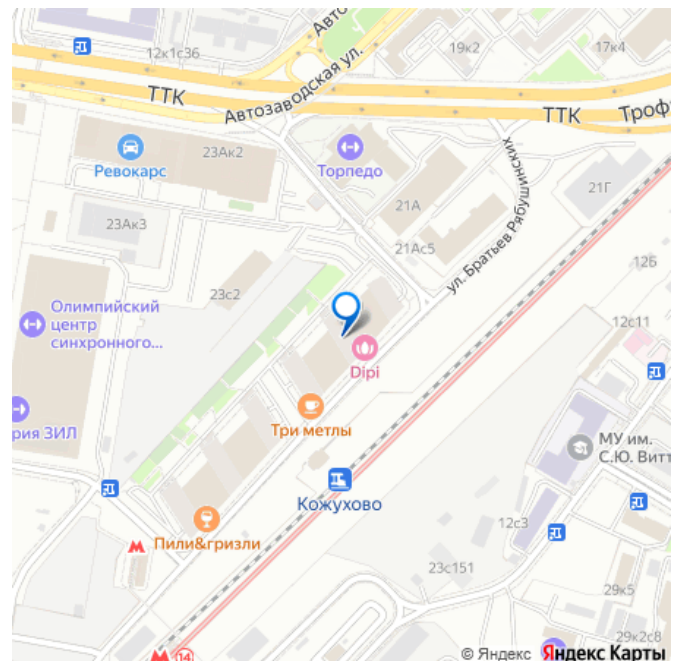 Авто
12к1с36
19к2
17к4
ТТК
Автозаводская ул.
ТТК
Троф
23Ак2
Ревокарс
Торпедо
ул. Братьев Рябушинских
21Г
21А
23Ак3
21Ас5
12Б
23с2
Олимпийский
центр
синхронного...
12с11
Dipi
Три метлы
рия ЗИЛ
МУ им.
С.Ю. Витт
Кожухово
Пили&гризли
12с3
23с151
29к5
29к2с8
14
© Яндекс
Яндекс Карты